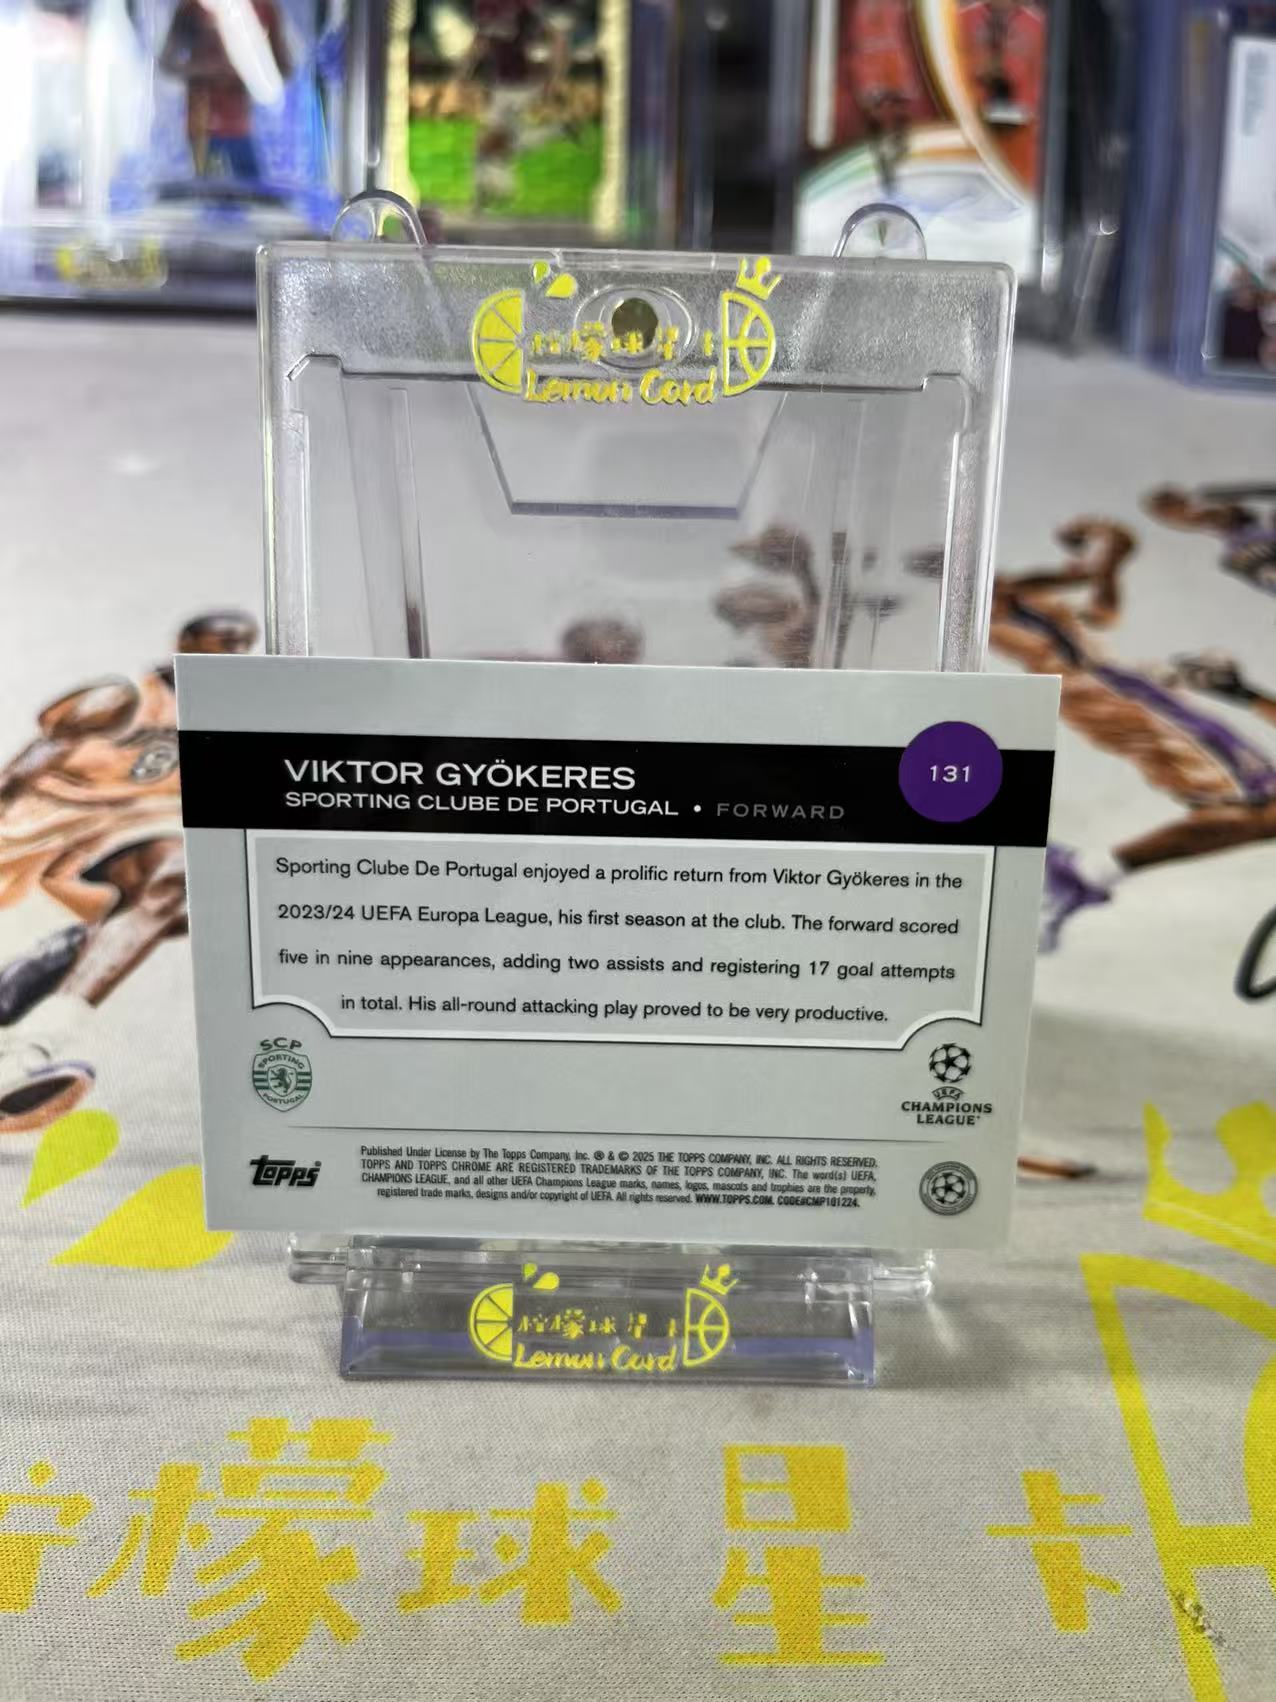 柠檬球星卡
Lemon Card
VIKTOR GYÖKERES
131
SPORTING CLUBE DE PORTUGAL • FORWARD
Sporting Clube De Portugal enjoyed a prolific return from Viktor Gyökeres in the
2023/24 UEFA Europa League, his first season at the club. The forward scored
five in nine appearances, adding two assists and registering 17 goal attempts
in total. His all-round attacking play proved to be very productive.
SCP
SPORTING
PORTUGAL
UEFA
CHAMPIONS
LEAGUE
topps
Published Under License by The Topps Company, Inc. ® & © 2025 THE TOPPS COMPANY, INC. ALL RIGHTS RESERVED.
TOPPS AND TOPPS CHROME ARE REGISTERED TRADEMARKS OF THE TOPPS COMPANY, INC. The word(s) UEFA,
CHAMPIONS LEAGUE, and all other UEFA Champions League marks, names, logos, mascots and trophies are the property,
registered trade marks, designs and/or copyright of UEFA. All rights reserved. WWW.TOPPS.COM. CODE#CMP101224.
柠檬球星卡
Lemon Card
柠檬球星卡